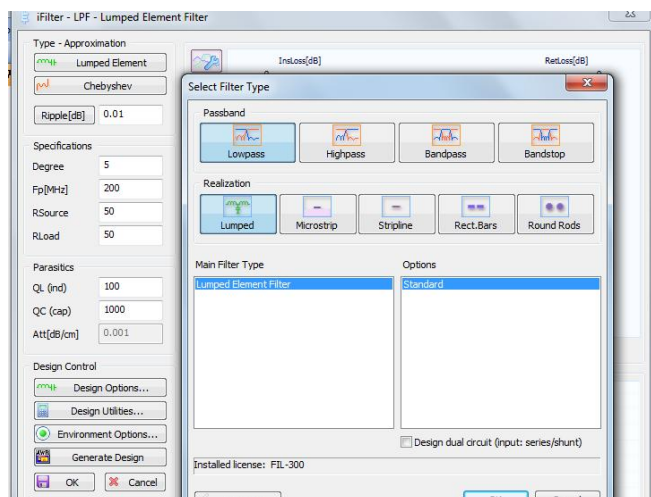 iFilter - LPF - Lumped Element Filter
Type - Approximation
Lumped Element
Chebyshev
Ripple[dB] 0.01
Specifications
Degree 5
Fp[MHz] 200
RSource 50
RLoad 50
Parasitics
QL (ind) 100
QC (cap) 1000
Att[dB/cm] 0.001
Design Control
Design Options...
Design Utilities...
Environment Options...
Generate Design
OK Cancel
InsLoss[dB] RetLoss[dB]
Select Filter Type
Passband
Lowpass Highpass Bandpass Bandstop
Realization
Lumped Microstrip Stripline Rect.Bars Round Rods
Main Filter Type Options
Lumped Element Filter Standard
Design dual circuit (input: series/shunt)
Installed license: FIL-300